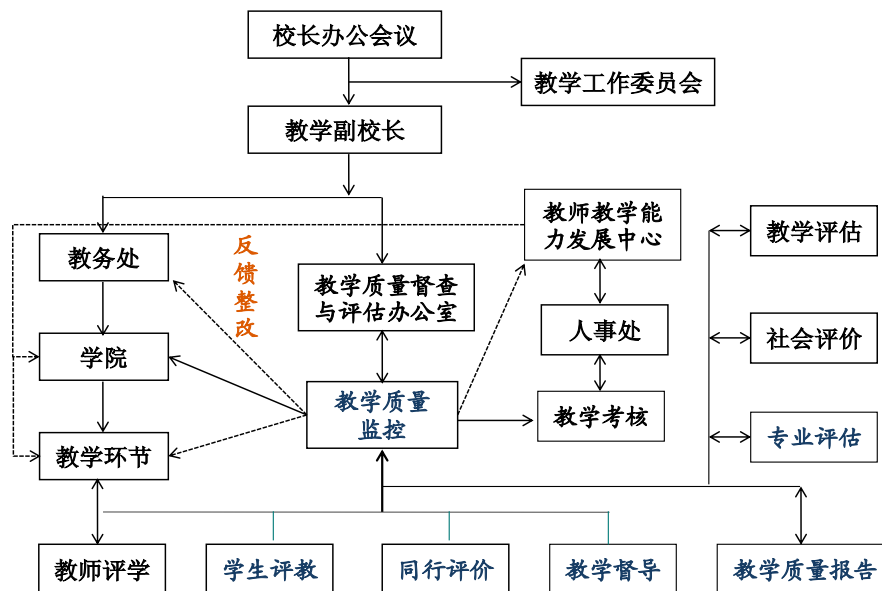 校长办公会议
教学工作委员会
教学副校长
教师教学能
力发展中心
教学评估
反
馈
整
改
教务处
教学质量督查
与评估办公室
人事处
社会评价
学院
教学质量
监控
教学考核
专业评估
教学环节
教师评学
学生评教
同行评价
教学督导
教学质量报告